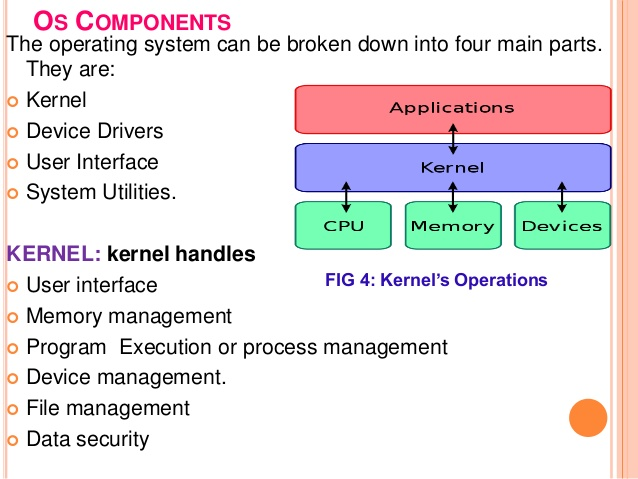 OS COMPONENTS
The operating system can be broken down into four main parts.
They are:
Kernel
Device Drivers
User Interface
System Utilities.
Applications
Kernel
CPU
Memory
Devices
FIG 4: Kernel’s Operations
KERNEL: kernel handles
User interface
Memory management
Program Execution or process management
Device management.
File management
Data security